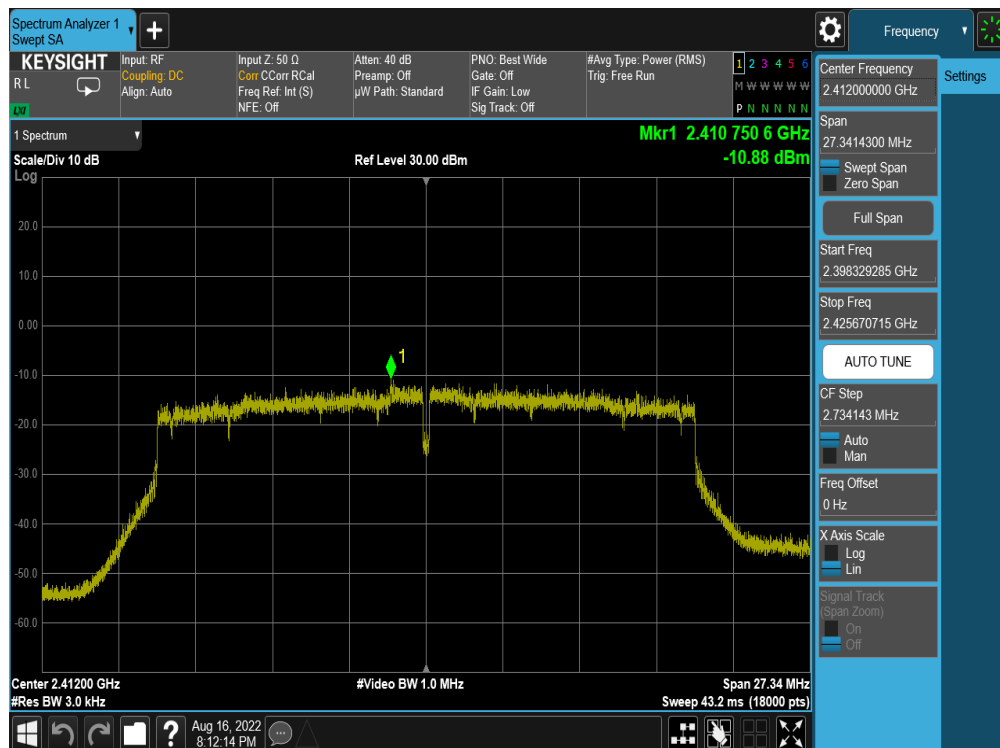 Spectrum Analyzer 1
Swept SA
Frequency
KEYSIGHT
R L
LXI
Input: RF
Coupling: DC
Align: Auto
Input Z: 50 Ω
Corr CCorr RCal
Freq Ref: Int (S)
NFE: Off
Atten: 40 dB
Preamp: Off
µW Path: Standard
PNO: Best Wide
Gate: Off
IF Gain: Low
Sig Track: Off
#Avg Type: Power (RMS)
Trig: Free Run
1 2 3 4 5 6
M W W W W W
P N N N N N
1 Spectrum
Scale/Div 10 dB
Log
Ref Level 30.00 dBm
Mkr1 2.410 750 6 GHz
-10.88 dBm
20.0
10.0
0.00
-10.0
-20.0
-30.0
-40.0
-50.0
-60.0
1
Center 2.41200 GHz
#Res BW 3.0 kHz
#Video BW 1.0 MHz
Span 27.34 MHz
Sweep 43.2 ms (18000 pts)
Center Frequency
2.412000000 GHz
Settings
Span
27.3414300 MHz
Swept Span
Zero Span
Full Span
Start Freq
2.398329285 GHz
Stop Freq
2.425670715 GHz
AUTO TUNE
CF Step
2.734143 MHz
Auto
Man
Freq Offset
0 Hz
X Axis Scale
Log
Lin
Signal Track
(Span Zoom)
On
Off
?
Aug 16, 2022
8:12:14 PM